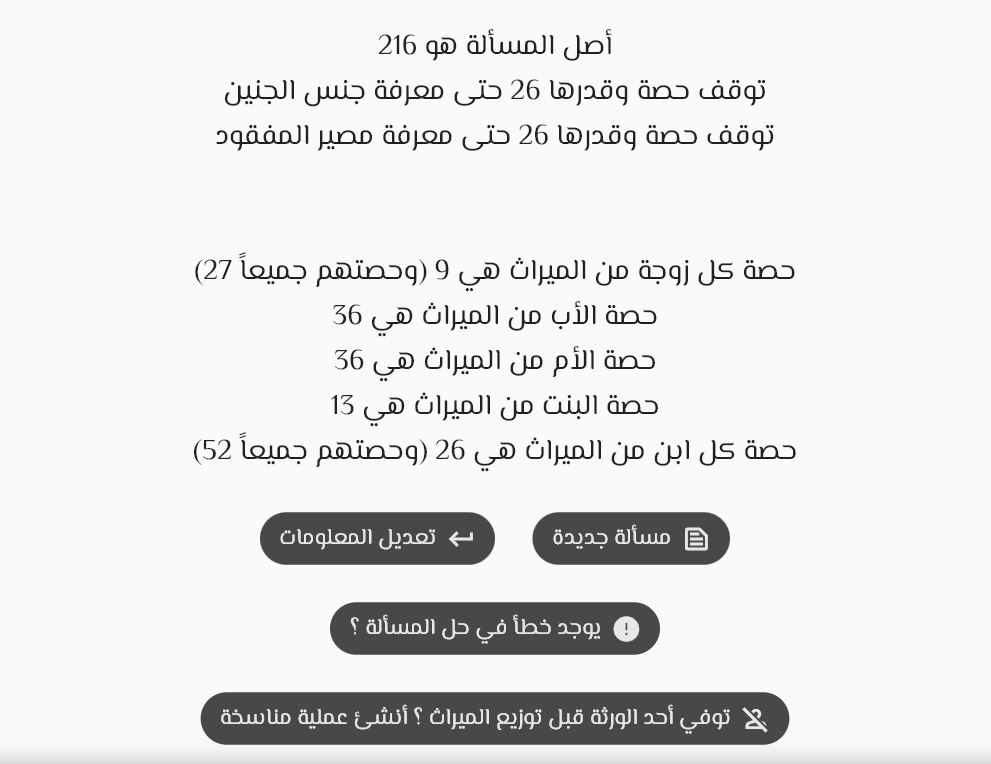 أصل المسألة هو 216
توقف حصة وقدرها 26 حتى معرفة جنس الجنين
توقف حصة وقدرها 26 حتى معرفة مصير المفقود
حصة كل زوجة من الميراث هي 9 (وحصتهم جميعاً 27)
حصة الأب من الميراث هي 36
حصة الأم من الميراث هي 36
حصة البنت من الميراث هي 13
حصة كل ابن من الميراث هي 26 (وحصتهم جميعاً 52)
مسألة جديدة
تعديل المعلومات
يوجد خطأ في حل المسألة ؟
توفي أحد الورثة قبل توزيع الميراث ؟ أنشئ عملية مناسخة